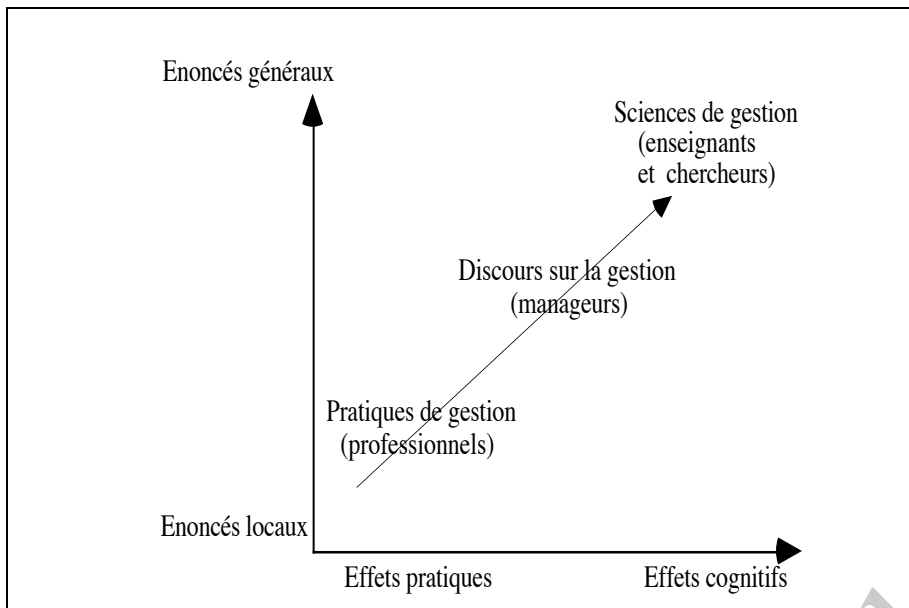 Enoncés généraux
Sciences de gestion
(enseignants
et chercheurs)
Discours sur la gestion
(manageurs)
Pratiques de gestion
(professionnels)
Enoncés locaux
Effets pratiques
Effets cognitifs